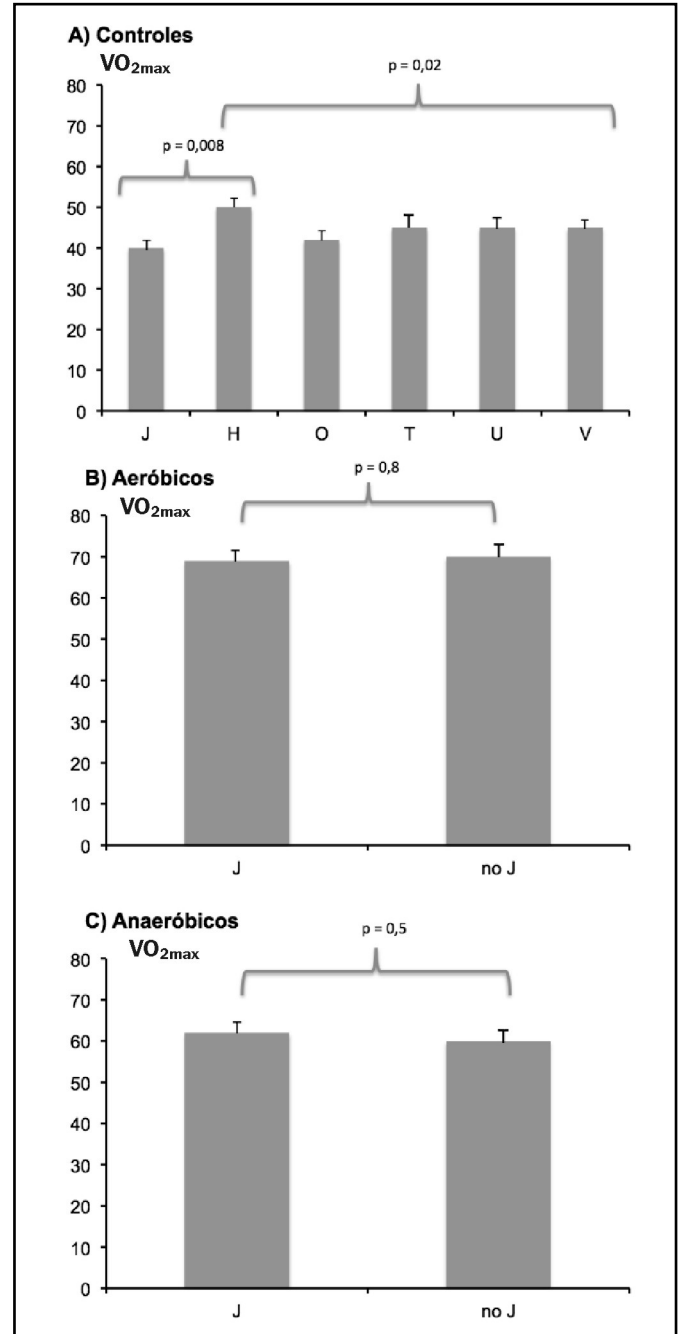 A) Controles
VO2max
p = 0,02
p = 0,008
80
70
60
50
40
30
20
10
0
J H O T U V
B) Aeróbicos
VO2max
p = 0,8
80
70
60
50
40
30
20
10
0
J no J
C) Anaeróbicos
VO2max
p = 0,5
80
70
60
50
40
30
20
10
0
J no J